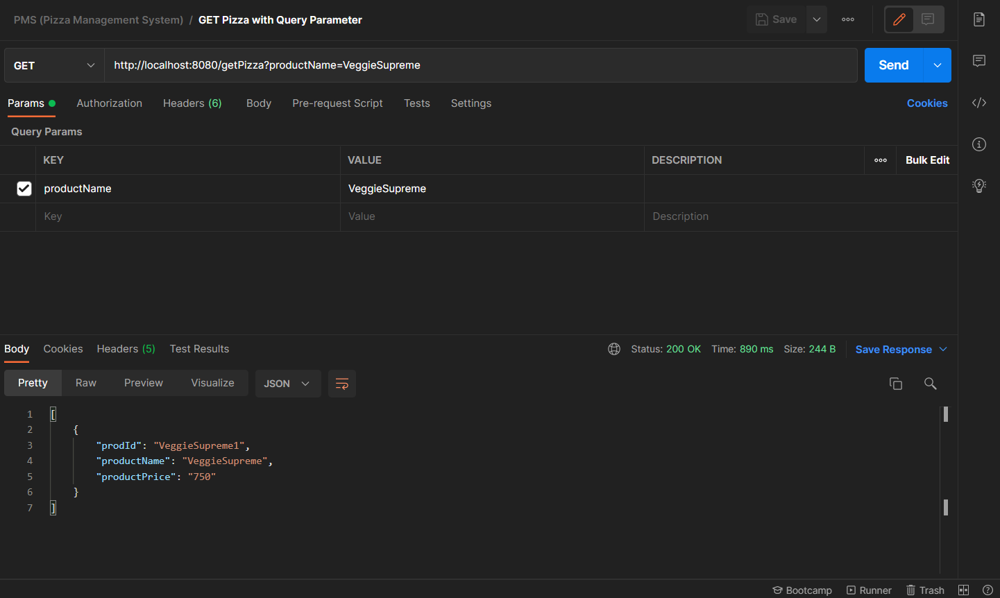 PMS (Pizza Management System) / GET Pizza with Query Parameter Save
GET http://localhost:8080/getPizza?productName=VeggieSupreme Send
Params Authorization Headers (6) Body Pre-request Script Tests Settings Cookies
Query Params
KEY VALUE DESCRIPTION Bulk Edit
productName VeggieSupreme
Key Value Description
Body Cookies Headers (5) Test Results Status: 200 OK Time: 890 ms Size: 244 B Save Response
Pretty Raw Preview Visualize JSON
1 [
2 {
3 "prodId": "VeggieSupreme1",
4 "productName": "VeggieSupreme",
5 "productPrice": "750"
6 }
7 ]
Bootcamp Runner Trash